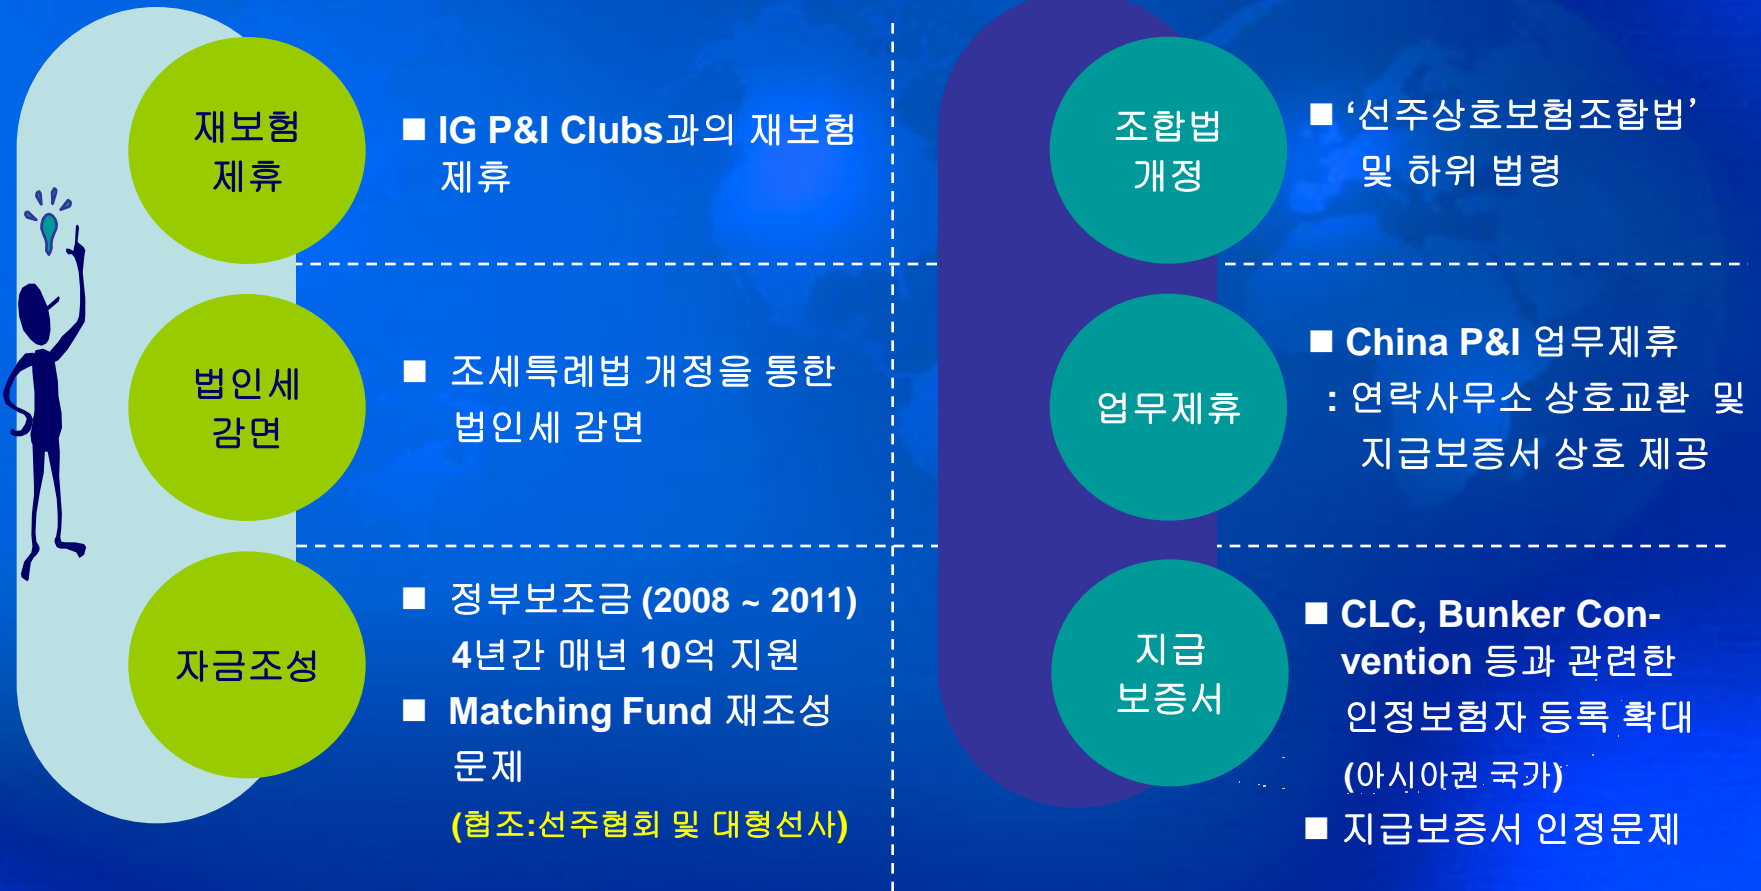 재보험
제휴
■ IG P&I Clubs과의 재보험
제휴
법인세
감면
■ 조세특례법 개정을 통한
법인세 감면
자금조성
■ 정부보조금 (2008 ~ 2011)
4년간 매년 10억 지원
■ Matching Fund 재조성
문제
(협조:선주협회 및 대형선사)
조합법
개정
■ ‘선주상호보험조합법’
및 하위 법령
업무제휴
■ China P&I 업무제휴
: 연락사무소 상호교환 및
지급보증서 상호 제공
지급
보증서
■ CLC, Bunker Con-
vention 등과 관련한
인정보험자 등록 확대
(아시아권 국가)
■ 지급보증서 인정문제